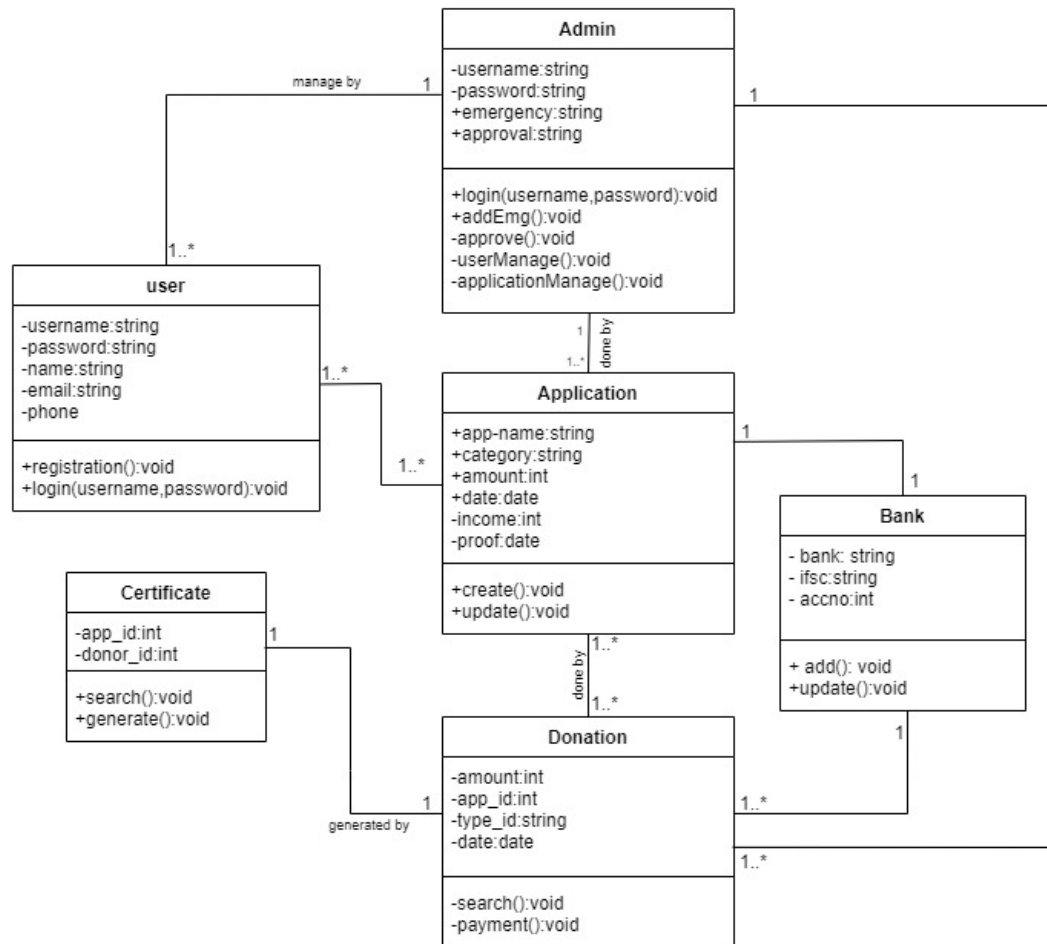 Admin
-username:string
-password:string
+emergency:string
+approval:string
+login(username,password):void
+addEmg():void
-approve():void
-userManage():void
-applicationManage():void
manage by
1
1
1..*
user
-username:string
-password:string
-name:string
-email:string
-phone
+registration():void
+login(username,password):void
1
done by
1..*
1..*
1..*
Application
+app-name:string
+category:string
+amount:int
+date:date
-income:int
-proof:date
+create():void
+update():void
1
1
Bank
- bank: string
- ifsc:string
- accno:int
+ add(): void
+update():void
1
Certificate
-app_id:int
-donor_id:int
+search():void
+generate():void
1
generated by
1
1..*
done by
1..*
Donation
-amount:int
-app_id:int
-type_id:string
-date:date
-search():void
-payment():void
1..*
1..*